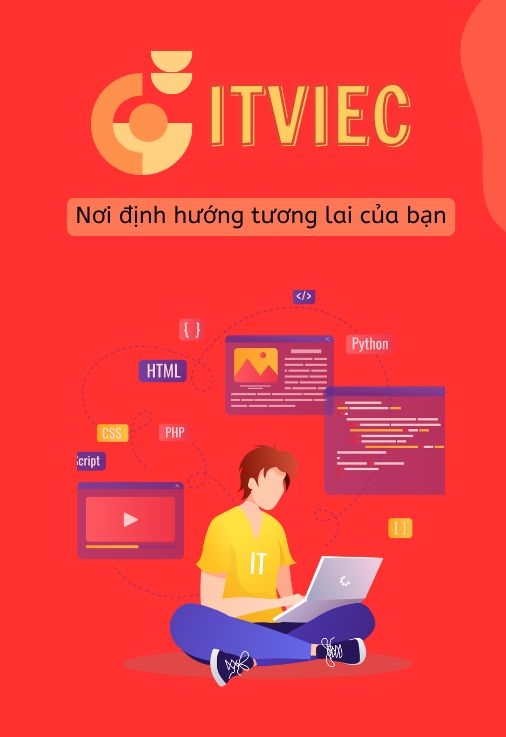 ITVIEC
Nơi định hướng tương lai của bạn
</>
{ }
Python
HTML
CSS
PHP
Script
[·]
IT